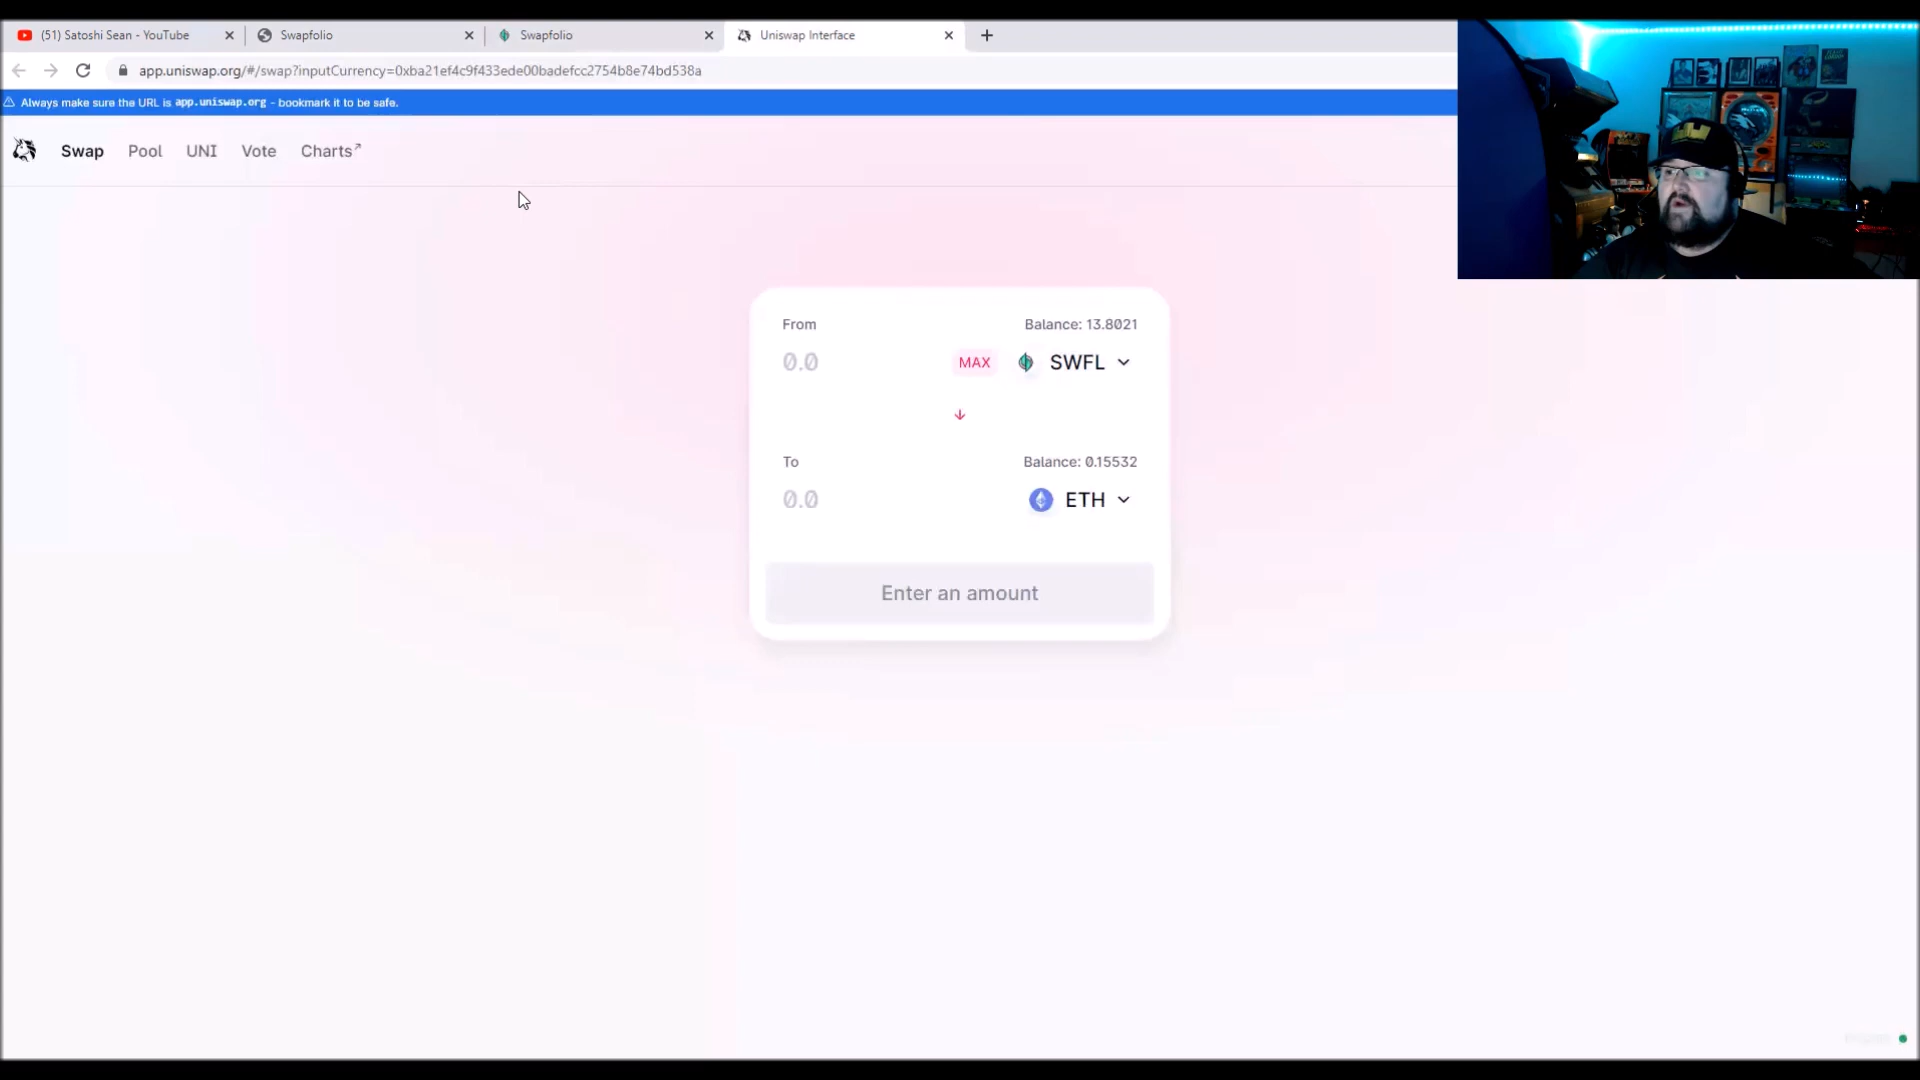 (51) Satoshi Sean - YouTube
Swapfolio
Swapfolio
Uniswap Interface
app.uniswap.org/#/swap?inputCurrency=0xba21ef4c9f433ede00badefcc2754b8e74bd538a
Always make sure the URL is app.uniswap.org - bookmark it to be safe.
Swap
Pool
UNI
Vote
Charts↗
From
Balance: 13.8021
0.0
MAX
SWFL
To
Balance: 0.15532
0.0
ETH
Enter an amount